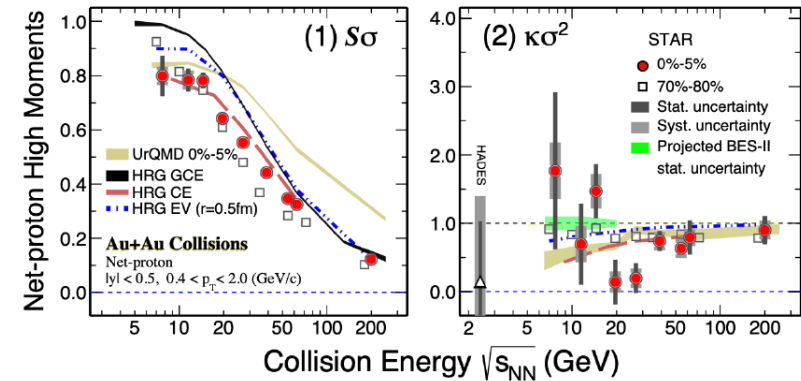 Net-proton High Moments
1.0
0.8
0.6
0.4
0.2
0.0
(1) Sσ
UrQMD 0%-5%
HRG GCE
HRG CE
HRG EV (r=0.5fm)
Au+Au Collisions
Net-proton
|y| < 0.5, 0.4 < p_T < 2.0 (GeV/c)
5 10 20 50 100 200
4.0
3.0
2.0
1.0
0.0
(2) κσ²
STAR
0%-5%
70%-80%
Stat. uncertainty
Syst. uncertainty
Projected BES-II
stat. uncertainty
HADES
2 5 10 20 50 100 200
Collision Energy √s_NN (GeV)